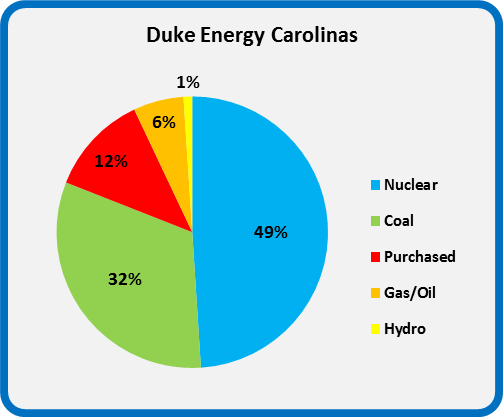 Duke Energy Carolinas
1%
6%
12%
49%
32%
Nuclear
Coal
Purchased
Gas/Oil
Hydro